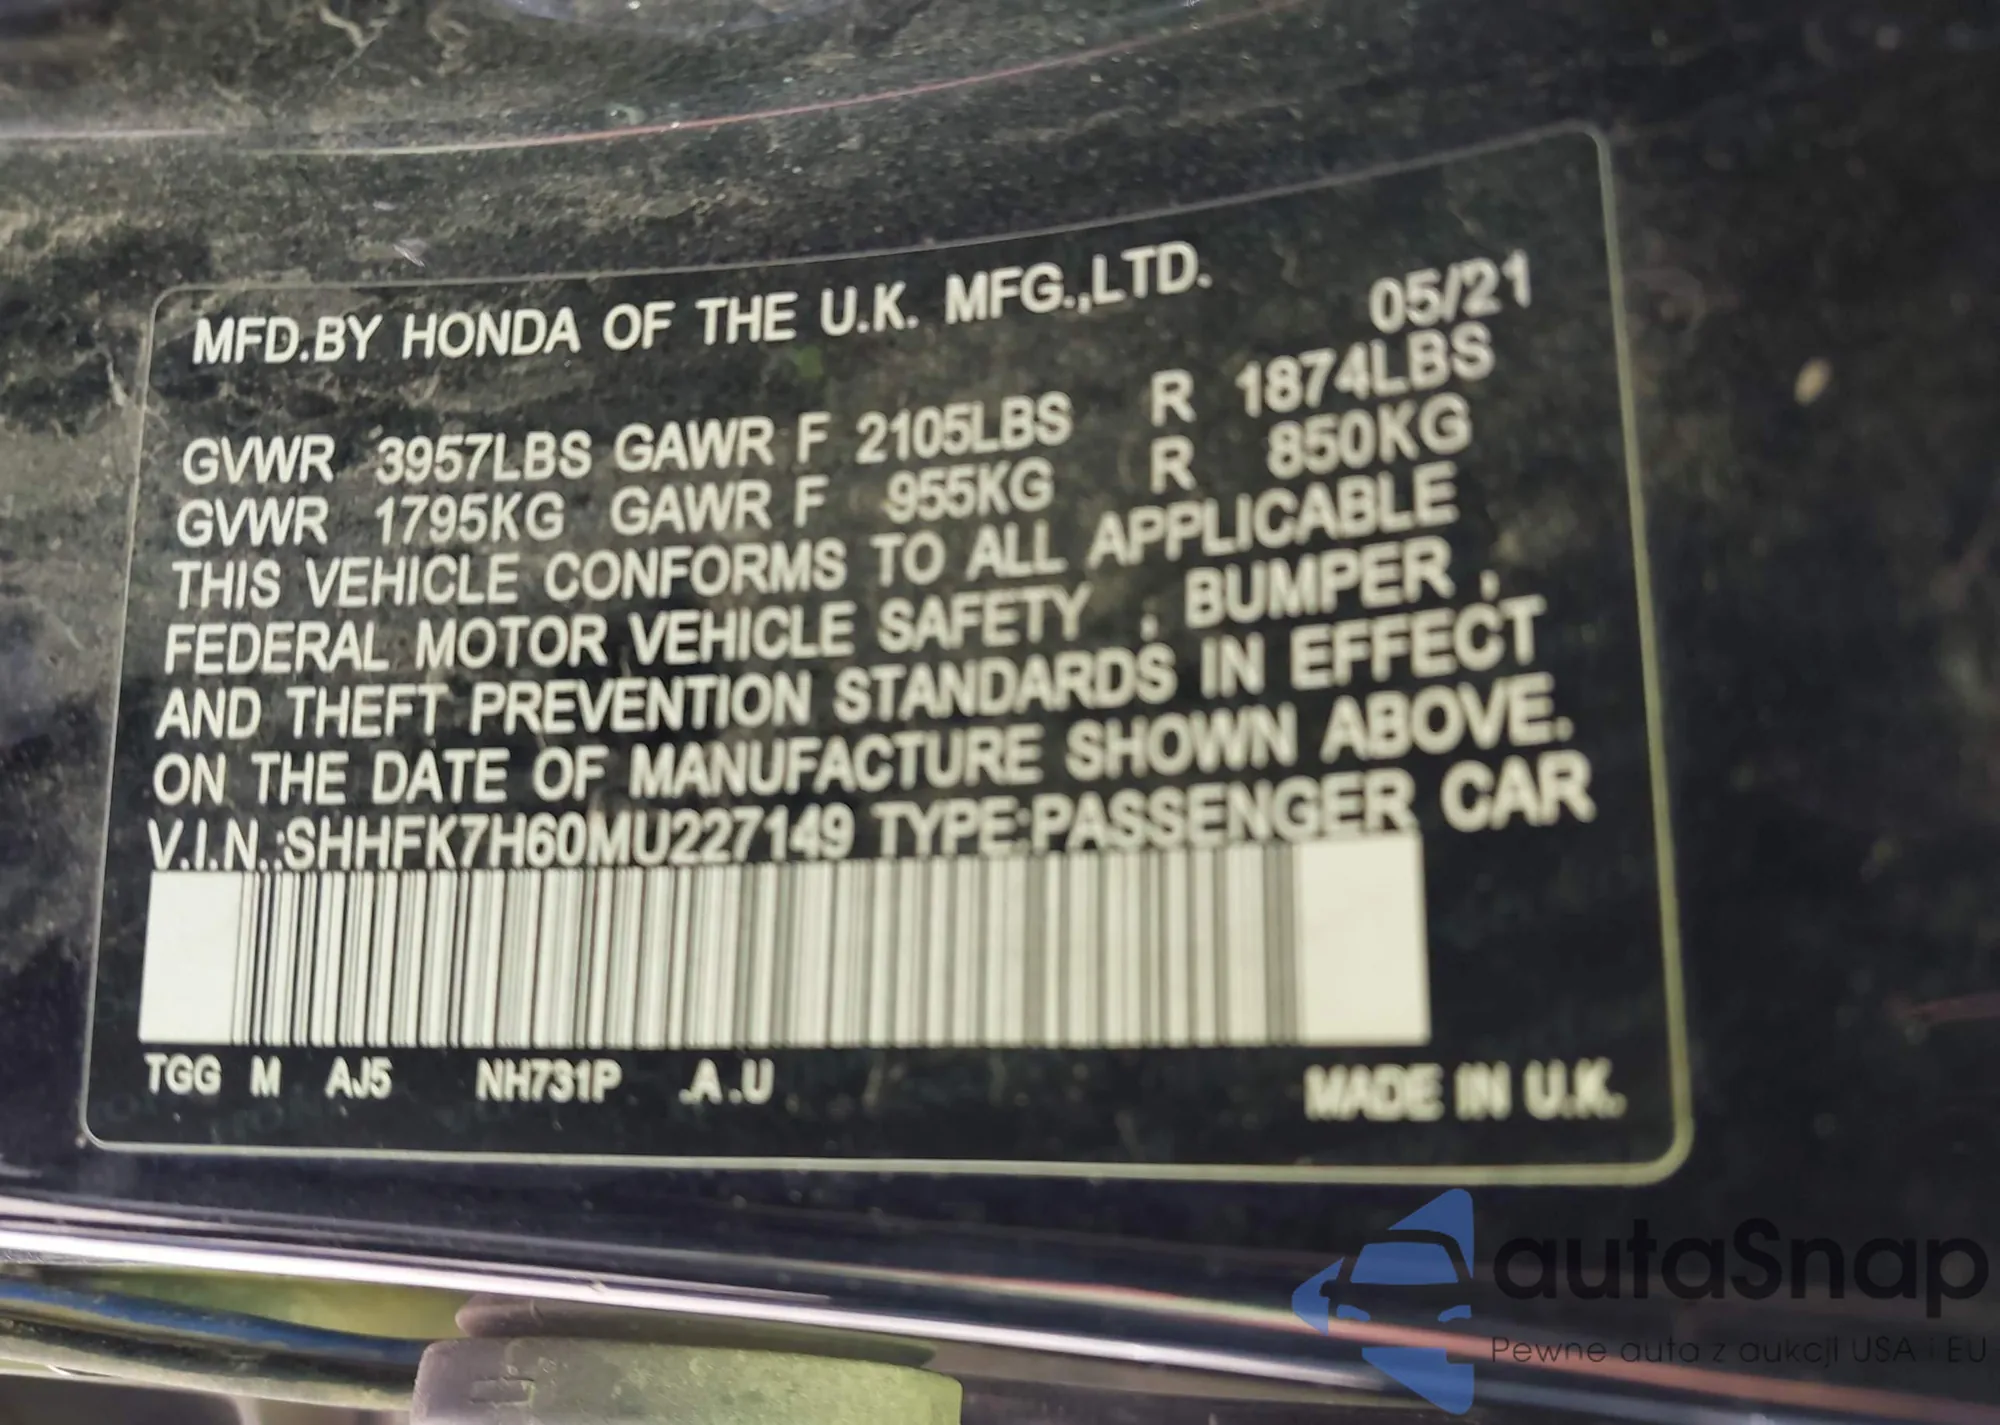 MFD.BY HONDA OF THE U.K. MFG.,LTD. 05/21
GVWR 3957LBS GAWR F 2105LBS R 1874LBS
GVWR 1795KG GAWR F 955KG R 850KG
THIS VEHICLE CONFORMS TO ALL APPLICABLE
FEDERAL MOTOR VEHICLE SAFETY , BUMPER ,
AND THEFT PREVENTION STANDARDS IN EFFECT
ON THE DATE OF MANUFACTURE SHOWN ABOVE.
V.I.N.:SHHFK7H60MU227149 TYPE:PASSENGER CAR
TGG M AJ5 NH731P .A.U MADE IN U.K.
autaSnap
Pewne auta z aukcji USA i EU